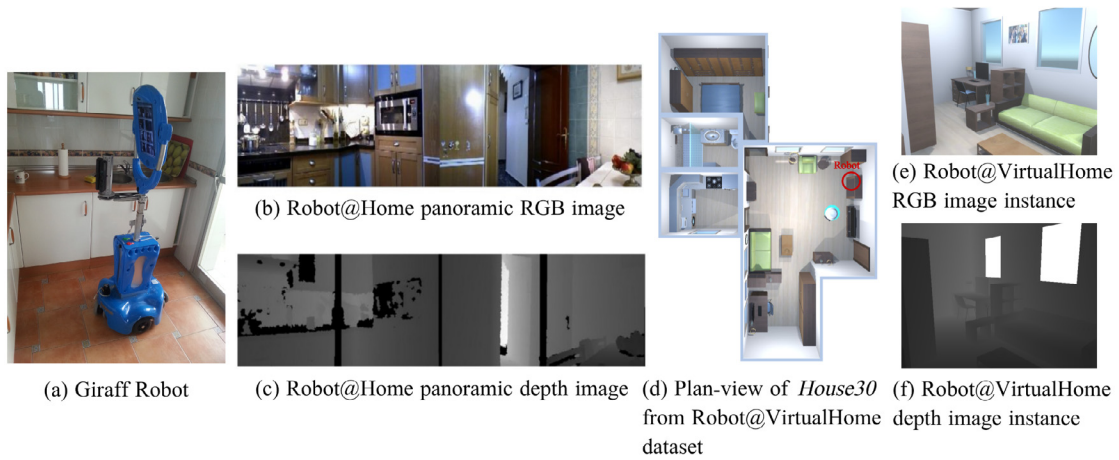 (a) Giraff Robot
(b) Robot@Home panoramic RGB image
(c) Robot@Home panoramic depth image
Robot
(d) Plan-view of House30
from Robot@VirtualHome
dataset
(e) Robot@VirtualHome
RGB image instance
(f) Robot@VirtualHome
depth image instance